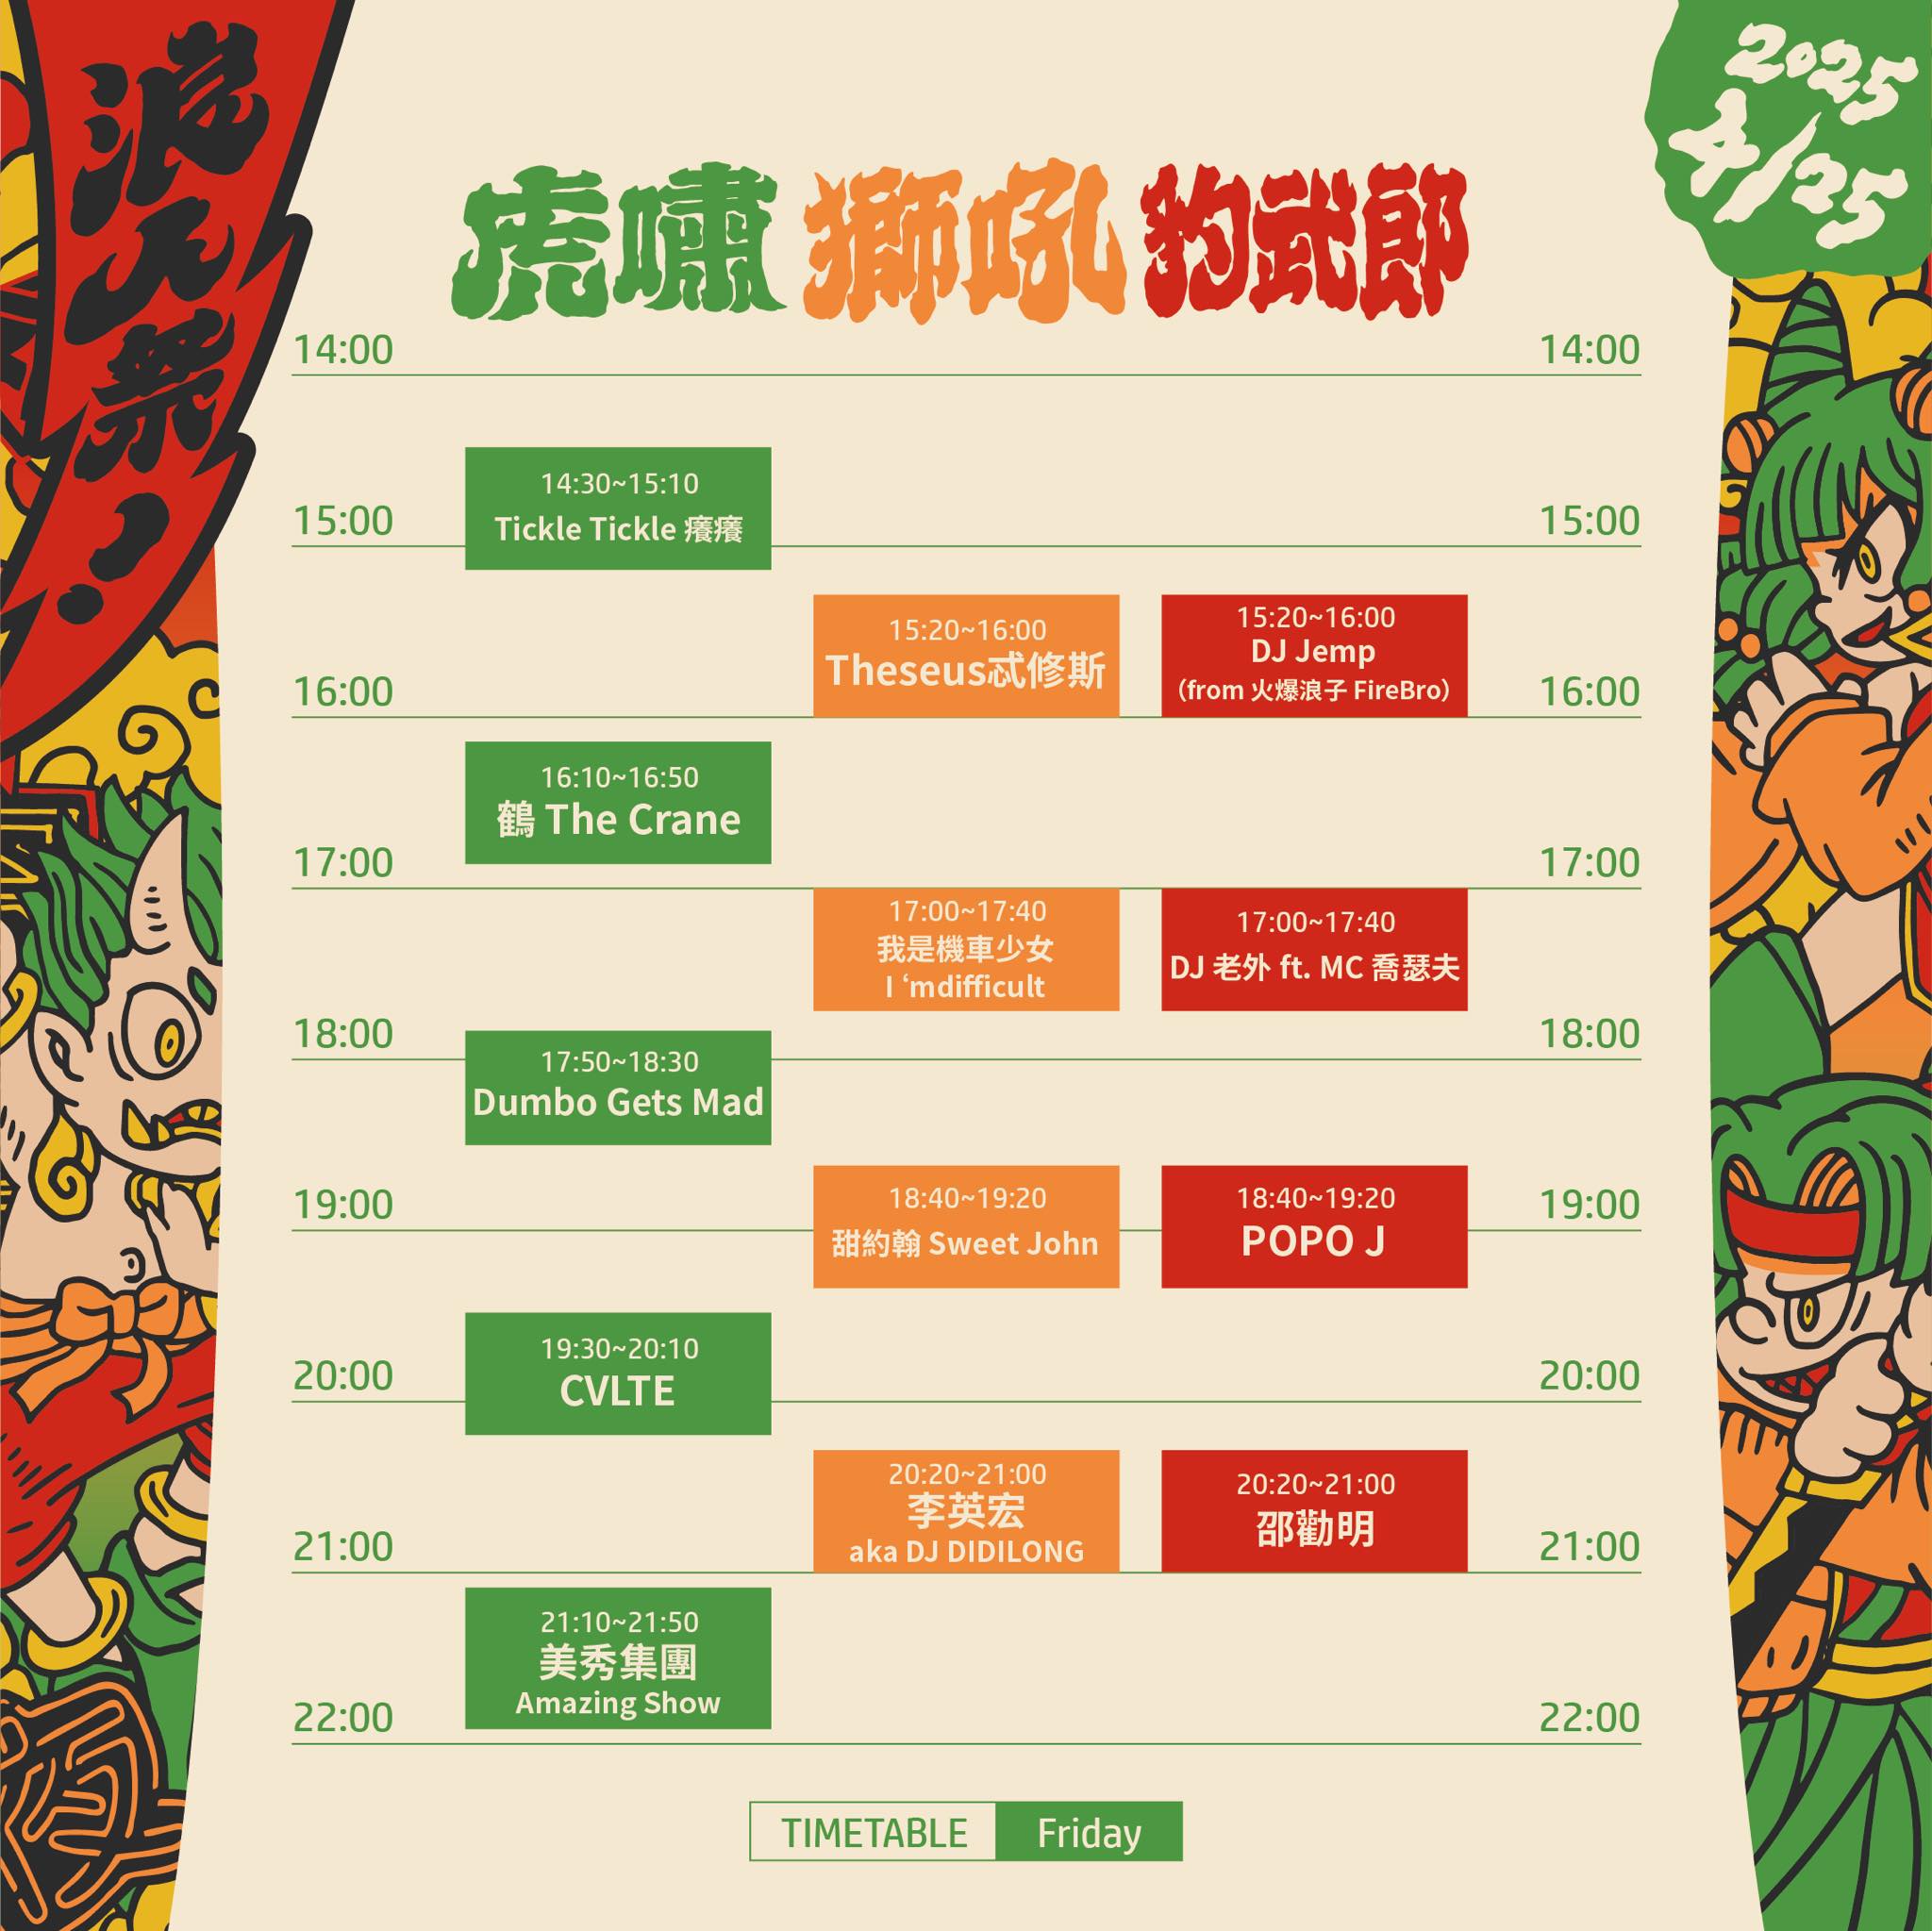 浪人祭
!
2025
4/25
虎嘯 獅吼 豹武郎
14:00 14:00
14:30~15:10
Tickle Tickle 癢癢
15:00 15:00
15:20~16:00
Theseus忒修斯
15:20~16:00
DJ Jemp
(from 火爆浪子 FireBro)
16:00 16:00
16:10~16:50
鶴 The Crane
17:00 17:00
17:00~17:40
我是機車少女
I ‘mdifficult
17:00~17:40
DJ 老外 ft. MC 喬瑟夫
18:00 18:00
17:50~18:30
Dumbo Gets Mad
18:40~19:20
甜約翰 Sweet John
18:40~19:20
POPO J
19:00 19:00
19:30~20:10
CVLTE
20:00 20:00
20:20~21:00
李英宏
aka DJ DIDILONG
20:20~21:00
邵勸明
21:00 21:00
21:10~21:50
美秀集團
Amazing Show
22:00 22:00
TIMETABLE Friday